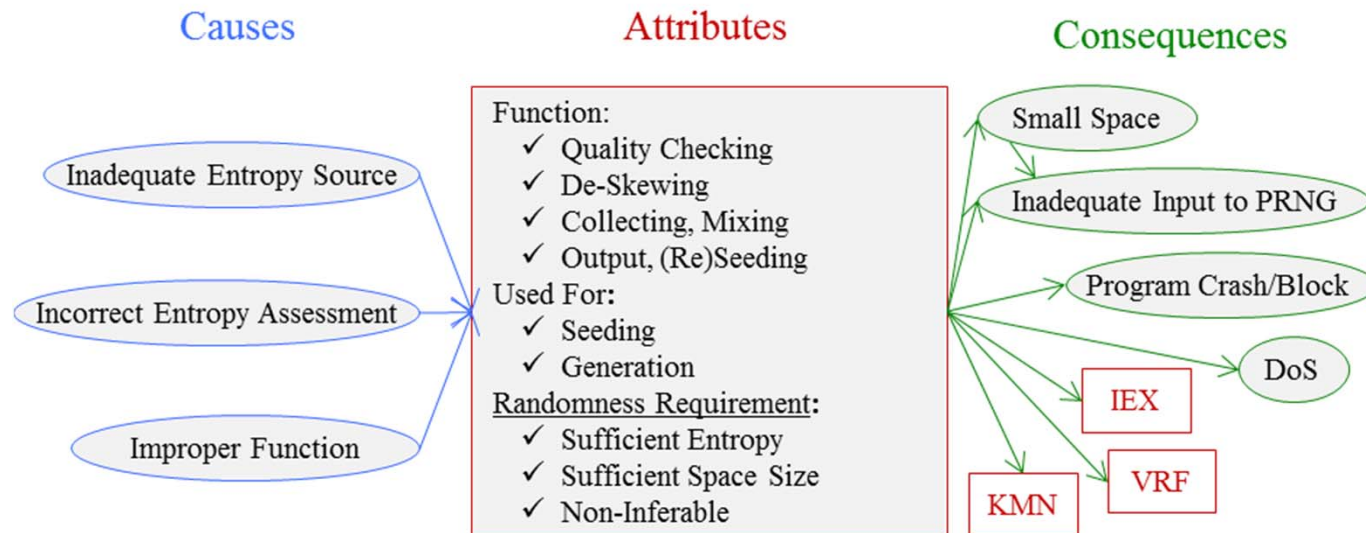 Causes
Attributes
Consequences
Inadequate Entropy Source
Incorrect Entropy Assessment
Improper Function
Function:
✓ Quality Checking
✓ De-Skewing
✓ Collecting, Mixing
✓ Output, (Re)Seeding
Used For:
✓ Seeding
✓ Generation
Randomness Requirement:
✓ Sufficient Entropy
✓ Sufficient Space Size
✓ Non-Inferable
Small Space
Inadequate Input to PRNG
Program Crash/Block
DoS
IEX
VRF
KMN